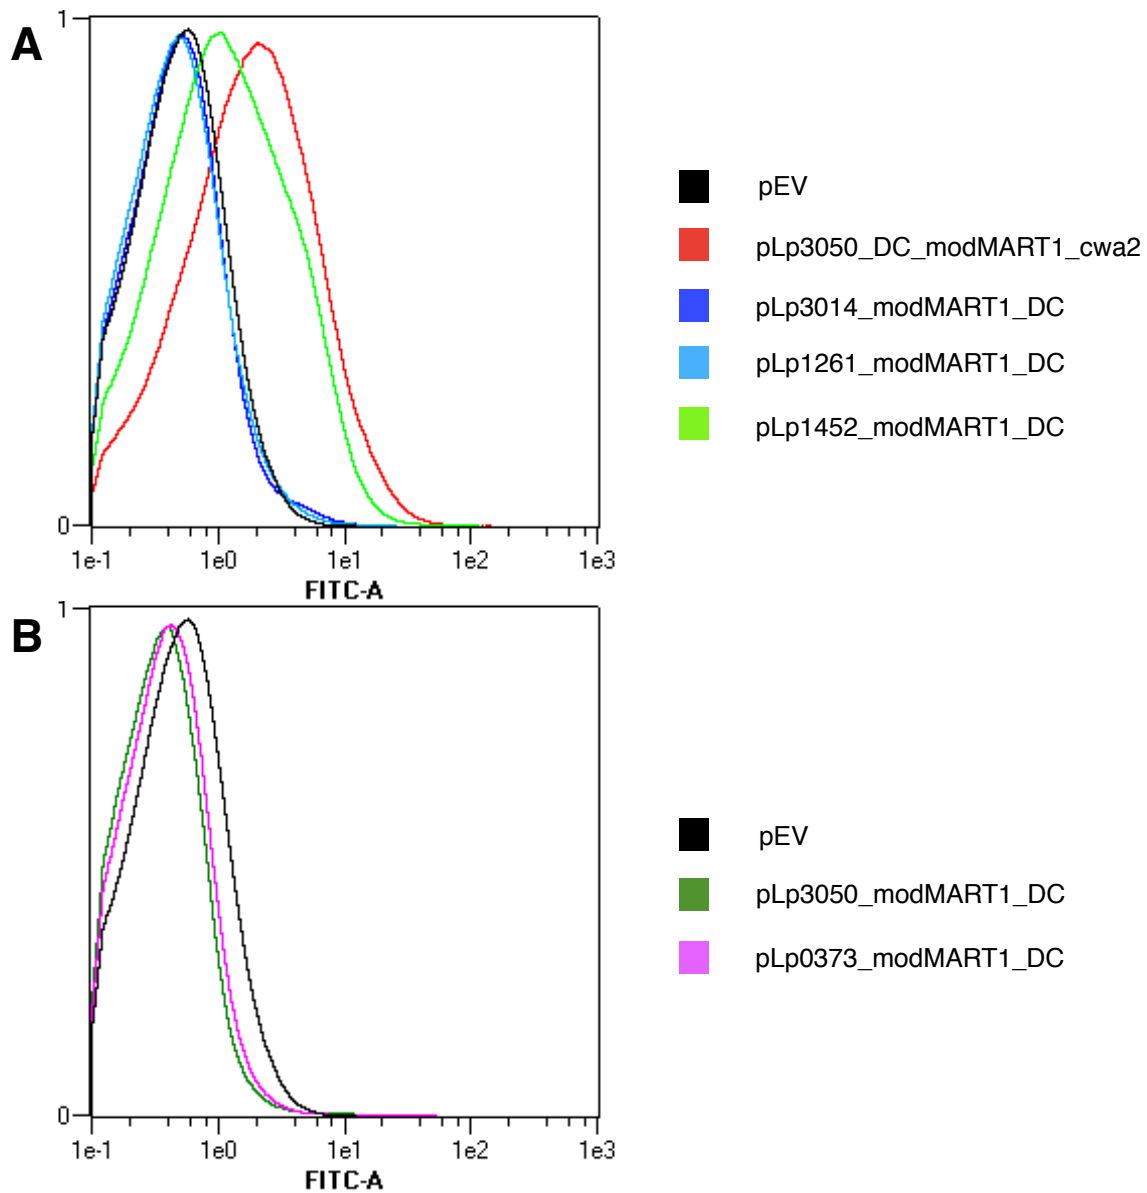 A
1
0
1e-1 1e0 1e1 1e2 1e3
FITC-A
pEV
pLp3050_DC_modMART1_cwa2
pLp3014_modMART1_DC
pLp1261_modMART1_DC
pLp1452_modMART1_DC
B
1
0
1e-1 1e0 1e1 1e2 1e3
FITC-A
pEV
pLp3050_modMART1_DC
pLp0373_modMART1_DC